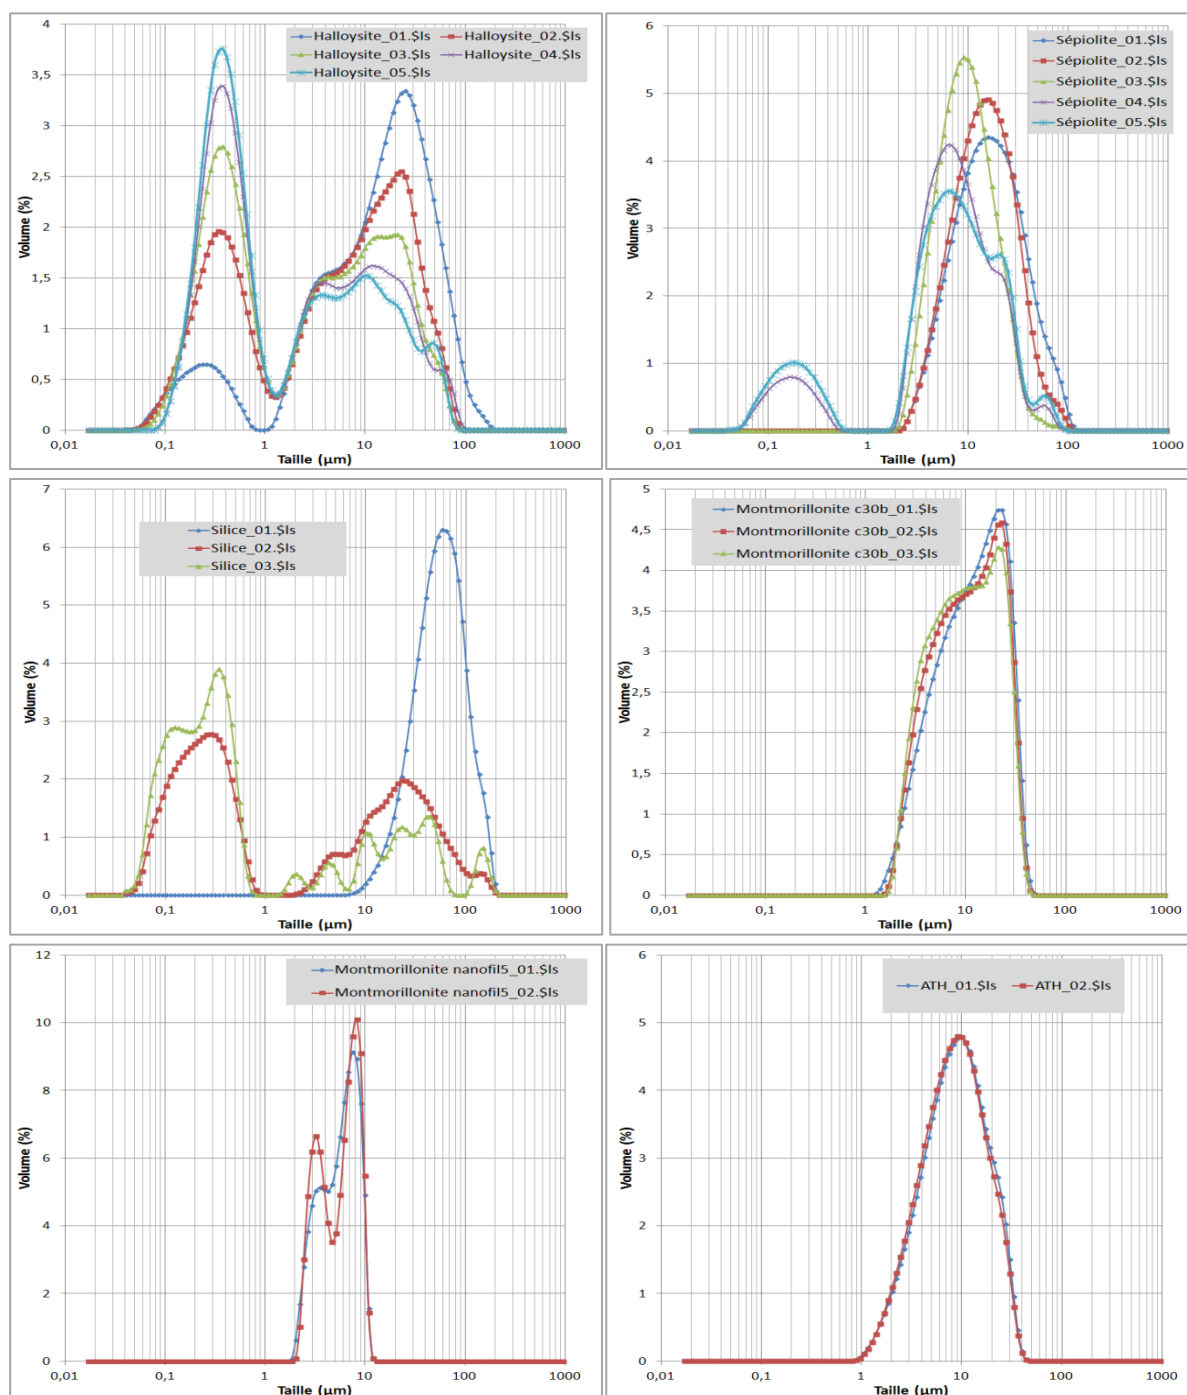 4
3,5
3
2,5
2
1,5
1
0,5
0
Volume (%)
Halloysite_01.$ls Halloysite_02.$ls
Halloysite_03.$ls Halloysite_04.$ls
Halloysite_05.$ls
0,01 0,1 1 10 100 1000
Taille (µm)
6
5
4
3
2
1
0
Volume (%)
Sépiolite_01.$ls
Sépiolite_02.$ls
Sépiolite_03.$ls
Sépiolite_04.$ls
Sépiolite_05.$ls
0,01 0,1 1 10 100 1000
Taille (µm)
7
6
5
4
3
2
1
0
Volume (%)
Silice_01.$ls
Silice_02.$ls
Silice_03.$ls
0,01 0,1 1 10 100 1000
Taille (µm)
5
4,5
4
3,5
3
2,5
2
1,5
1
0,5
0
Volume (%)
Montmorillonite c30b_01.$ls
Montmorillonite c30b_02.$ls
Montmorillonite c30b_03.$ls
0,01 0,1 1 10 100 1000
Taille (µm)
12
10
8
6
4
2
0
Volume (%)
Montmorillonite nanofil5_01.$ls
Montmorillonite nanofil5_02.$ls
0,01 0,1 1 10 100 1000
Taille (µm)
6
5
4
3
2
1
0
Volume (%)
ATH_01.$ls ATH_02.$ls
0,01 0,1 1 10 100 1000
Taille (µm)